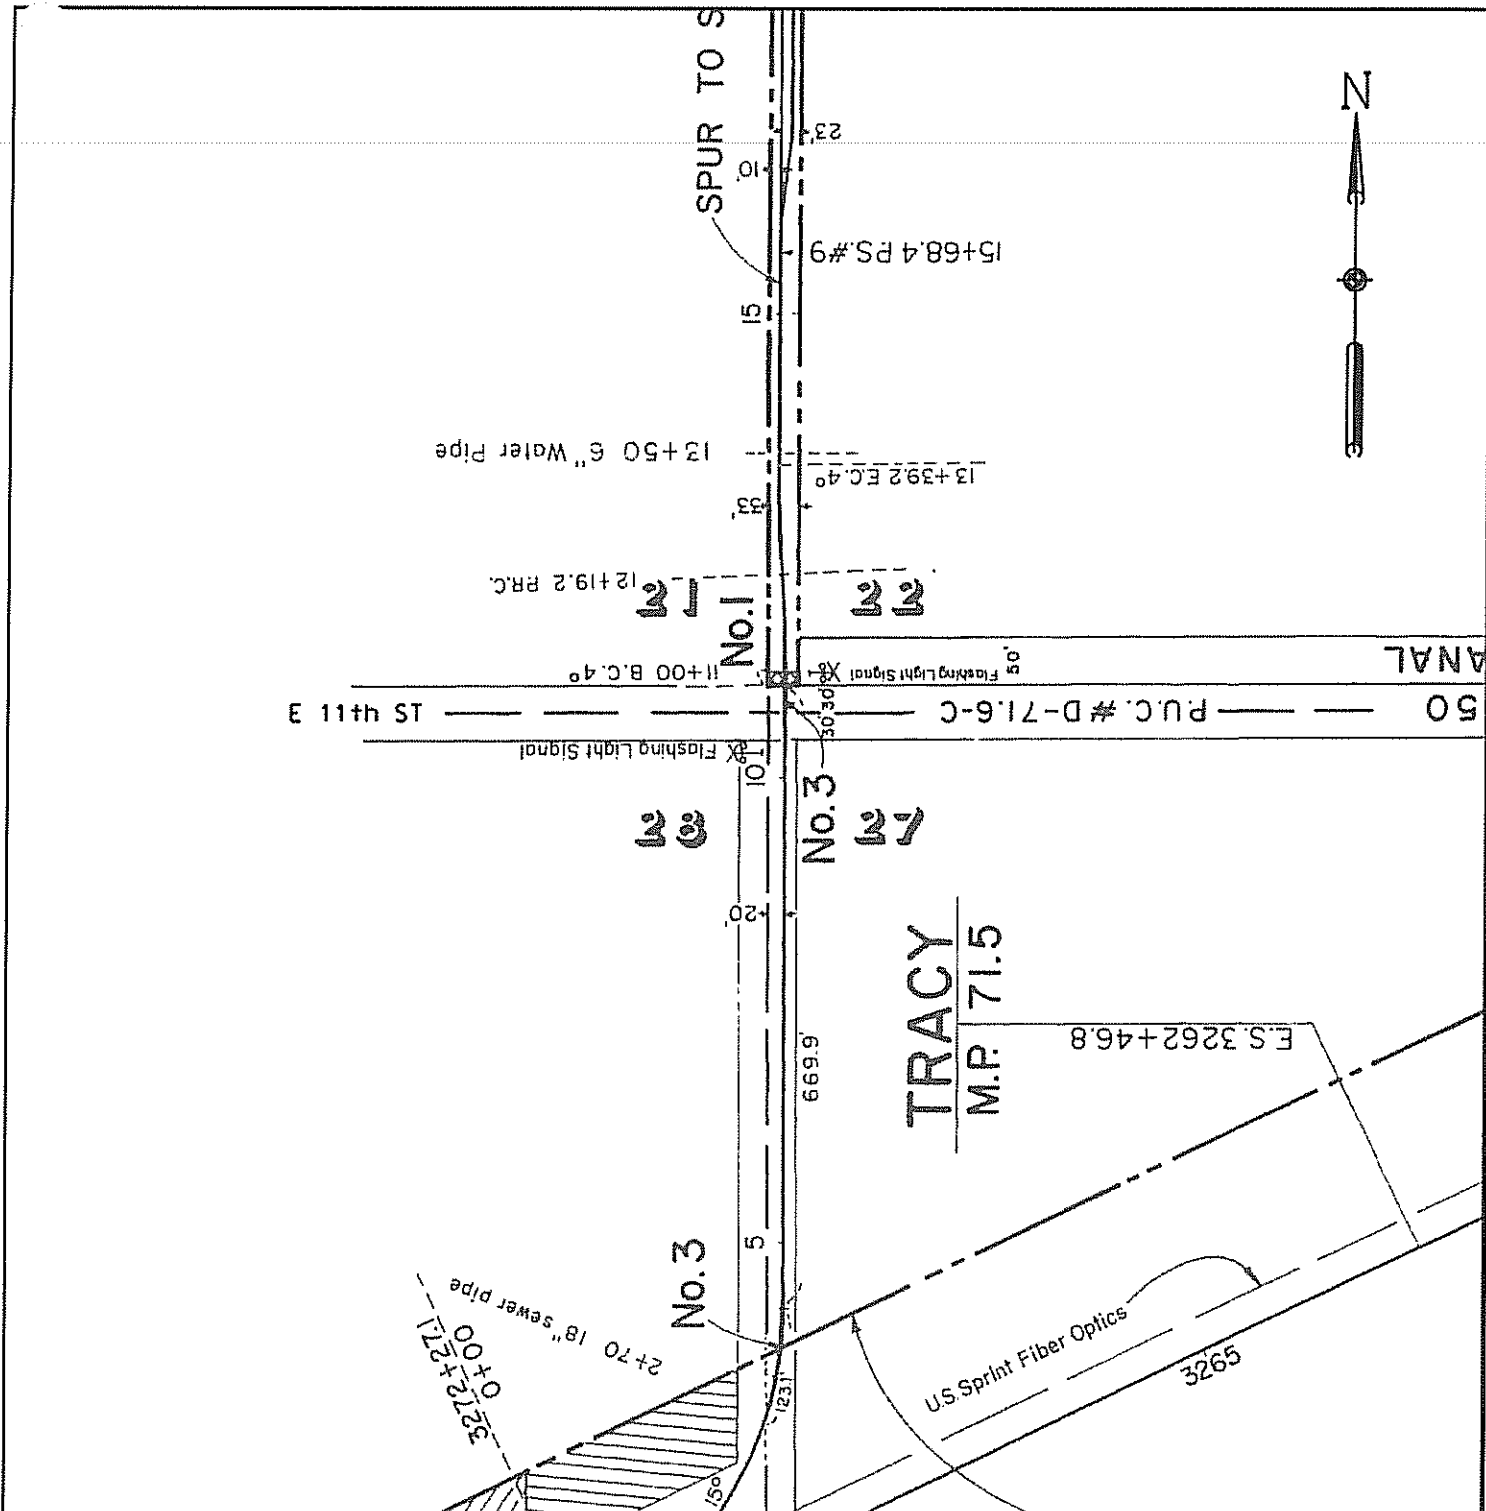 SPUR TO S
N
23'
10'
15+68.4 P.S. #9
15
13+50 6" Water Pipe
13+39.2 E.C. 4°
33'
12+19.2 P.R.C.
21
22
No.1
11+00 B.C. 4°
Flashing Light Signal
50'
ANAL
E 11th ST
30'30'
P.U.C. # D-71.6-C
50
Flashing Light Signal
10
No.3
28
27
20'
TRACY
M.P. 71.5
669.9'
E.S. 3262+46.8
5
No.3
2+70 18" sewer pipe
3272+27.1
0+00
123.1'
15°
U.S. Sprint Fiber Optics
3265